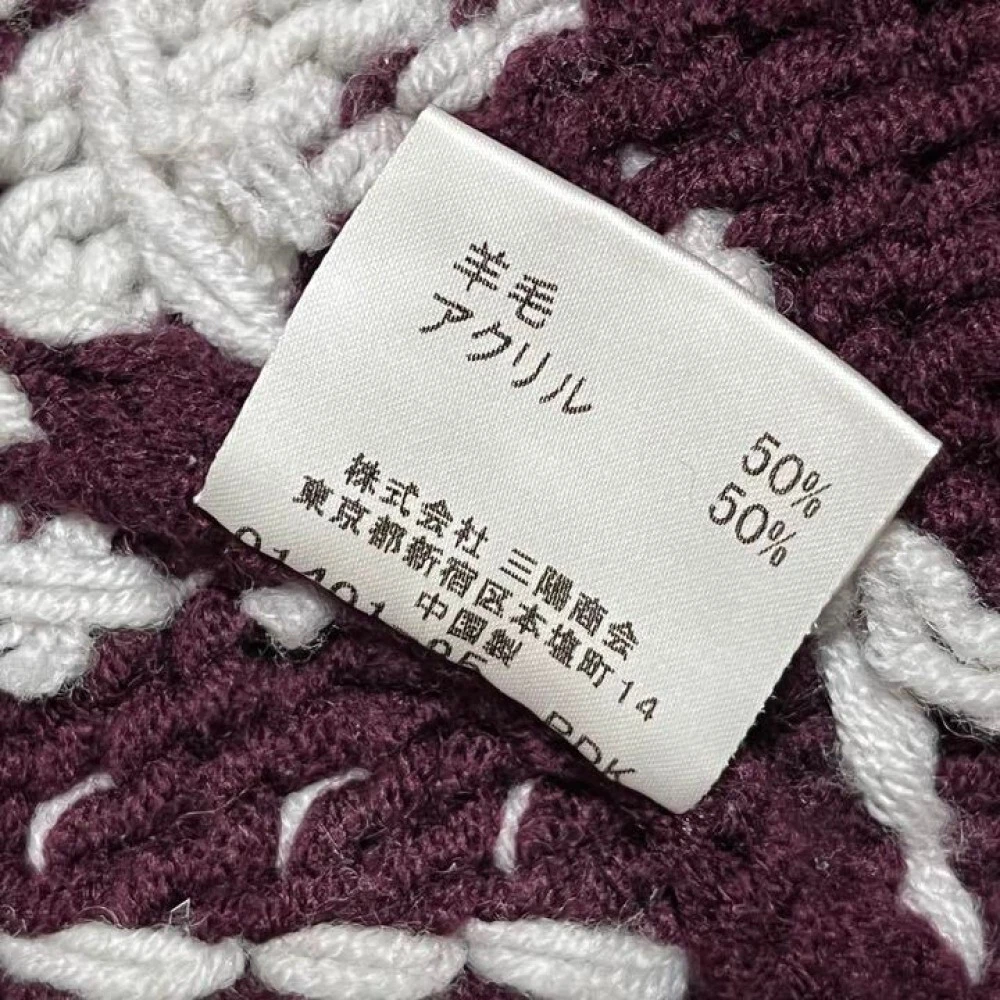 羊毛 50%
アクリル 50%
株式会社 三陽商会
東京都新宿区本塩町14
中国製